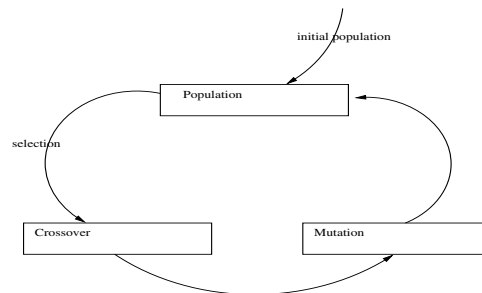 initial population
Population
selection
Crossover
Mutation